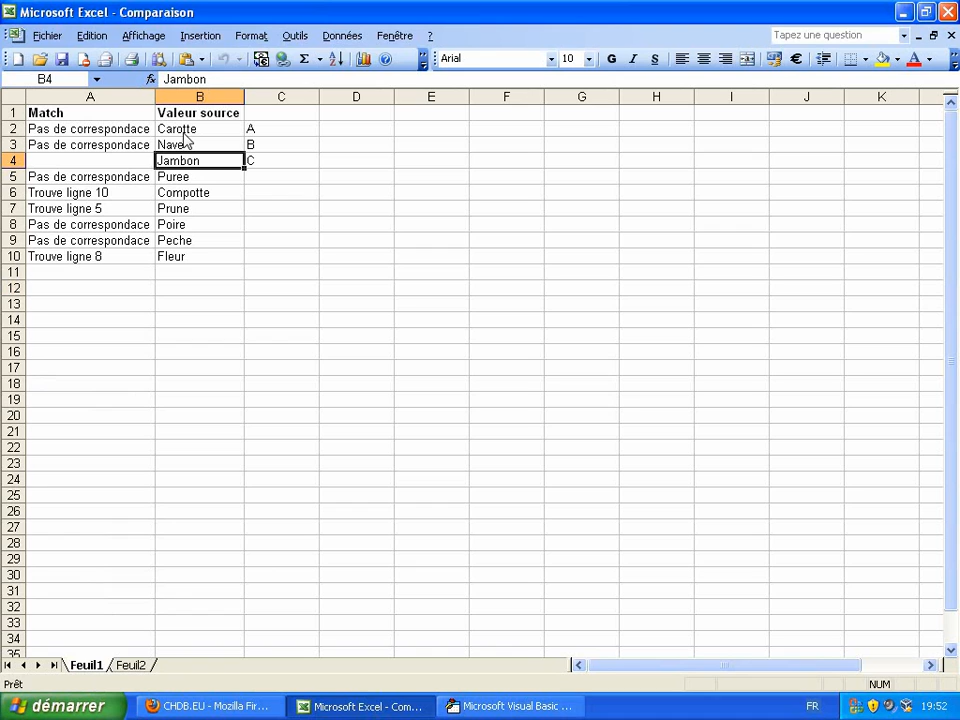 Microsoft Excel - Comparaison
Fichier Edition Affichage Insertion Format Outils Données Fenêtre ? Tapez une question
Arial 10 G I S
B4 fx Jambon
A B C D E F G H I J K
1 Match Valeur source
2 Pas de correspondace Carotte A
3 Pas de correspondace Nave B
4 Jambon C
5 Pas de correspondace Puree
6 Trouve ligne 10 Compotte
7 Trouve ligne 5 Prune
8 Pas de correspondace Poire
9 Pas de correspondace Peche
10 Trouve ligne 8 Fleur
11
12
13
14
15
16
17
18
19
20
21
22
23
24
25
26
27
28
29
30
31
32
33
34
35
Feuil1 Feuil2
Prêt NUM
démarrer CHDB.EU - Mozilla Fir... Microsoft Excel - Com... Microsoft Visual Basic ... FR 19:52